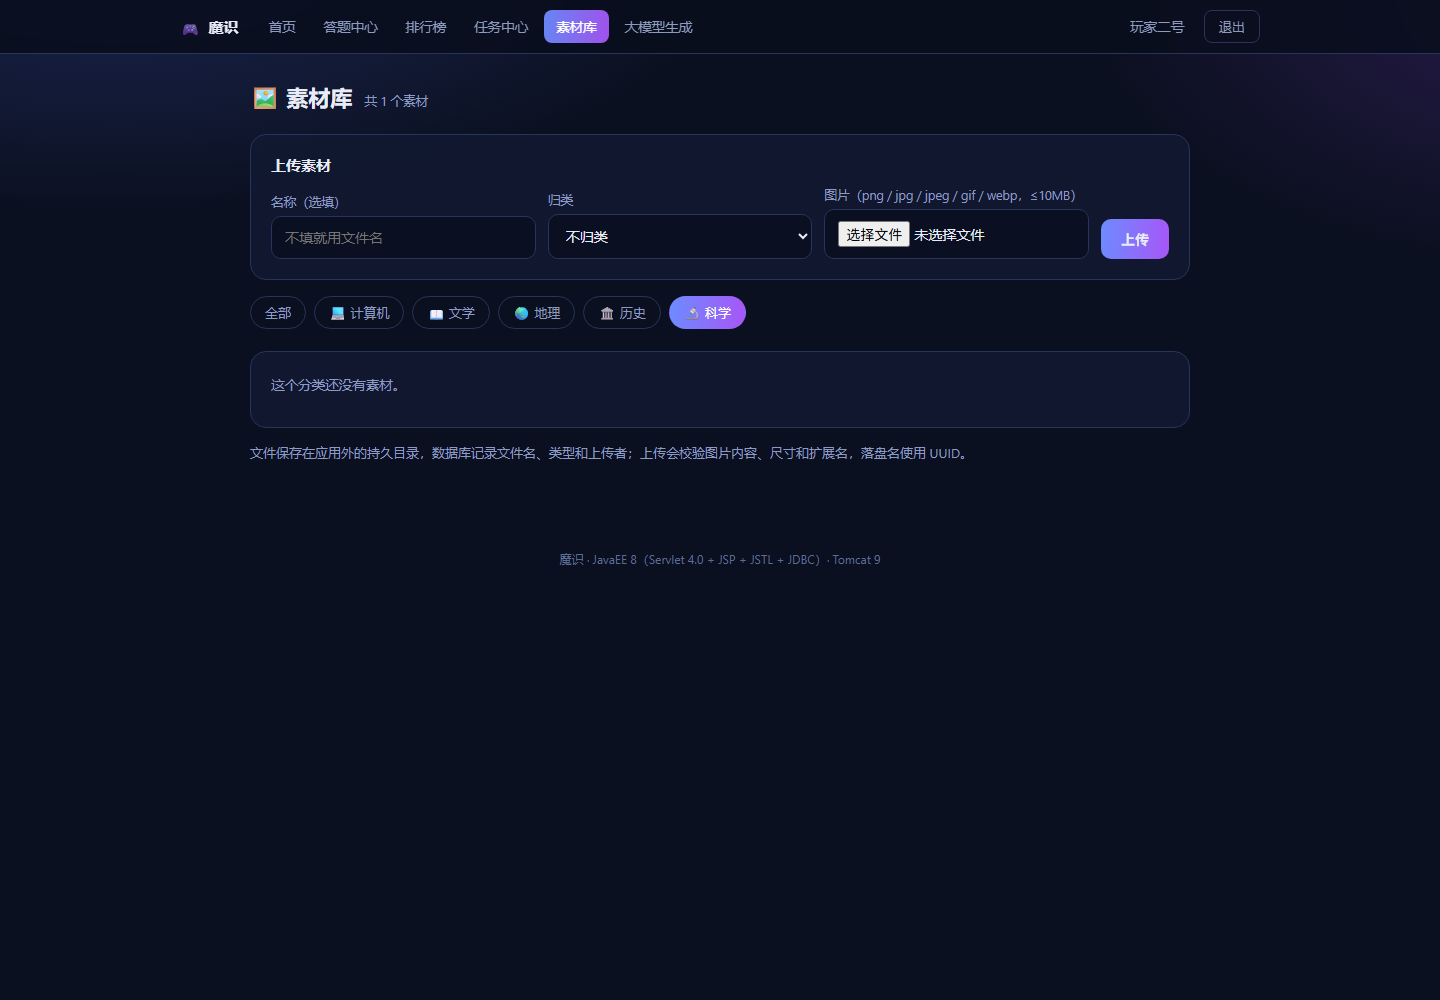 魔识 首页 答题中心 排行榜 任务中心 素材库 大模型生成 玩家二号 退出
素材库 共 1 个素材
上传素材
名称（选填） 归类 图片（png / jpg / jpeg / gif / webp，≤10MB）
不填就用文件名 不归类 选择文件 未选择文件 上传
全部 计算机 文学 地理 历史 科学
这个分类还没有素材。
文件保存在应用外的持久目录，数据库记录文件名、类型和上传者；上传会校验图片内容、尺寸和扩展名，落盘名使用 UUID。
魔识 · JavaEE 8（Servlet 4.0 + JSP + JSTL + JDBC）· Tomcat 9